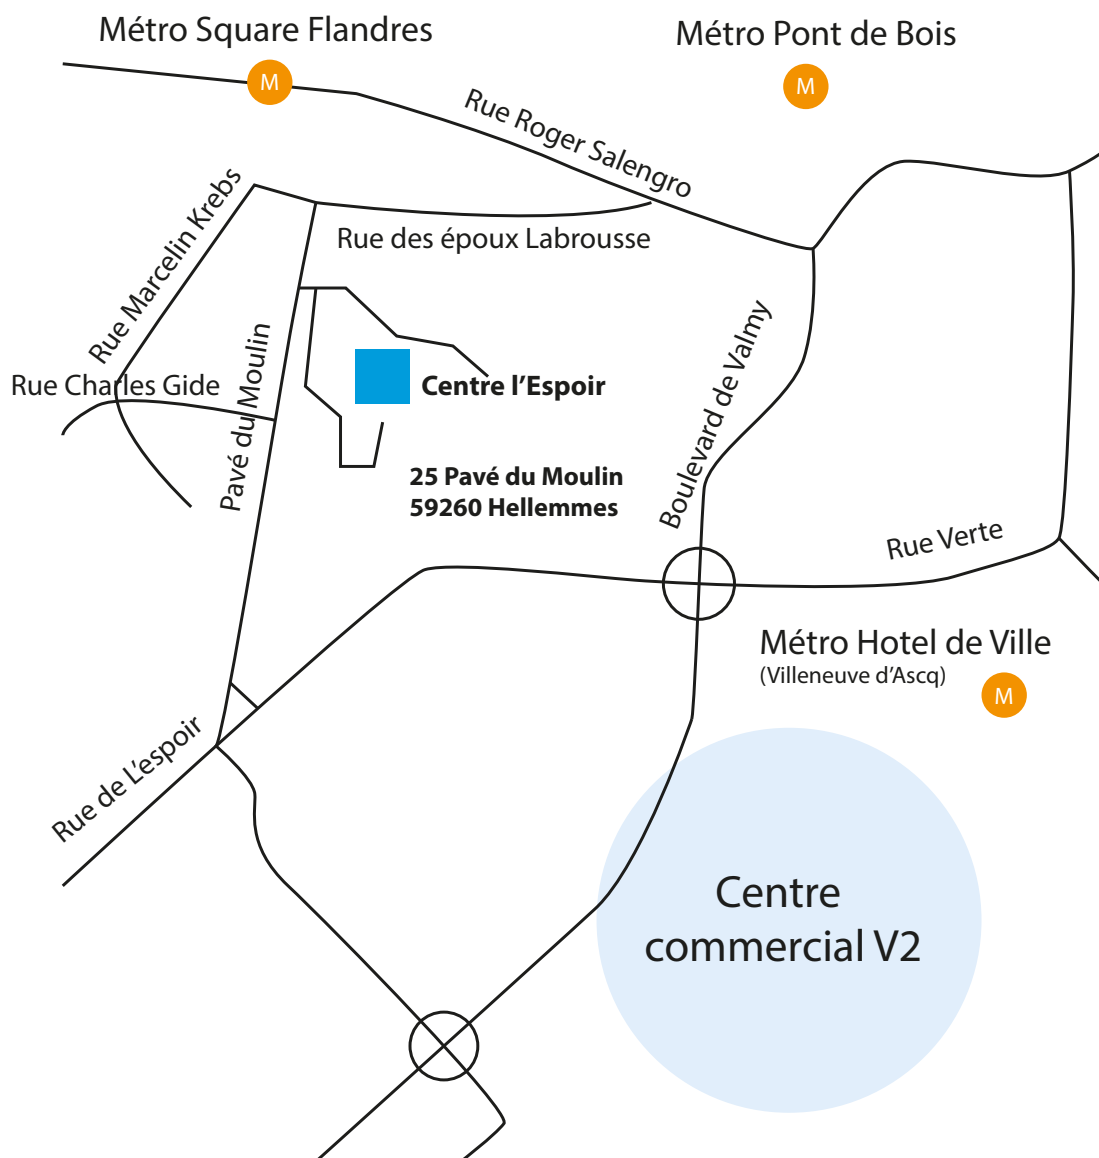 Métro Square Flandres
Métro Pont de Bois
M
M
Rue Roger Salengro
Rue Marcelin Krebs
Rue des époux Labrousse
Rue Charles Gide
Pavé du Moulin
Centre l’Espoir
Boulevard de Valmy
25 Pavé du Moulin
59260 Hellemmes
Rue Verte
Métro Hotel de Ville
(Villeneuve d’Ascq)
M
Rue de L’espoir
Centre
commercial V2